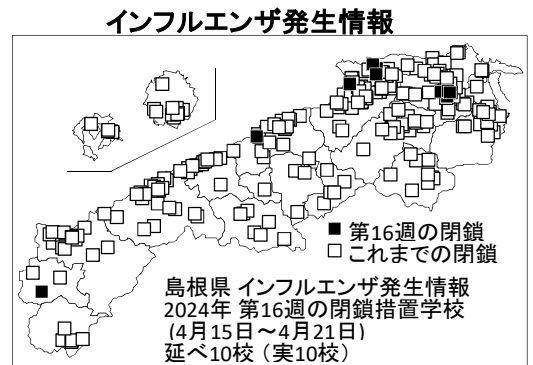 インフルエンザ発生情報
■ 第16週の閉鎖
□ これまでの閉鎖
島根県 インフルエンザ発生情報
2024年 第16週の閉鎖措置学校
(4月15日～4月21日)
延べ10校（実10校）